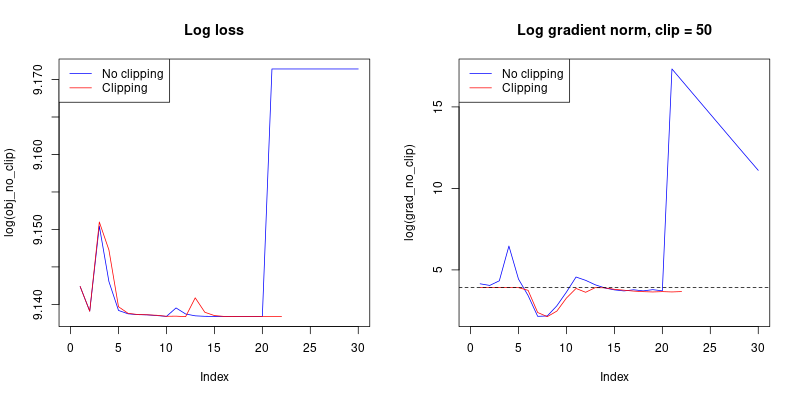 Log loss
No clipping
Clipping
log(obj_no_clip)
9.170
9.160
9.150
9.140
0 5 10 15 20 25 30
Index
Log gradient norm, clip = 50
No clipping
Clipping
log(grad_no_clip)
15
10
5
0 5 10 15 20 25 30
Index